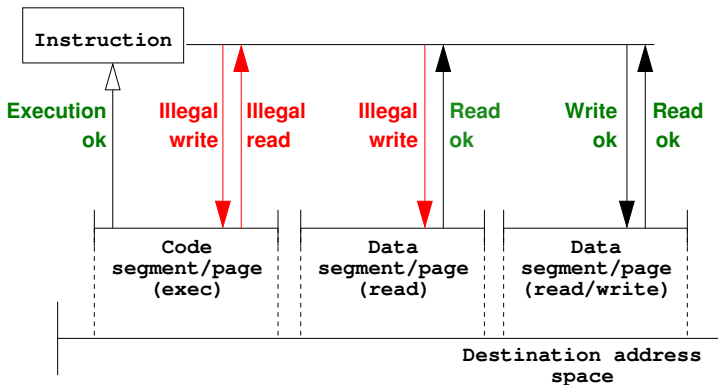 Instruction
Execution
ok
Illegal
write
Illegal
read
Illegal
write
Read
ok
Write
ok
Read
ok
Code
segment/page
(exec)
Data
segment/page
(read)
Data
segment/page
(read/write)
Destination address
space